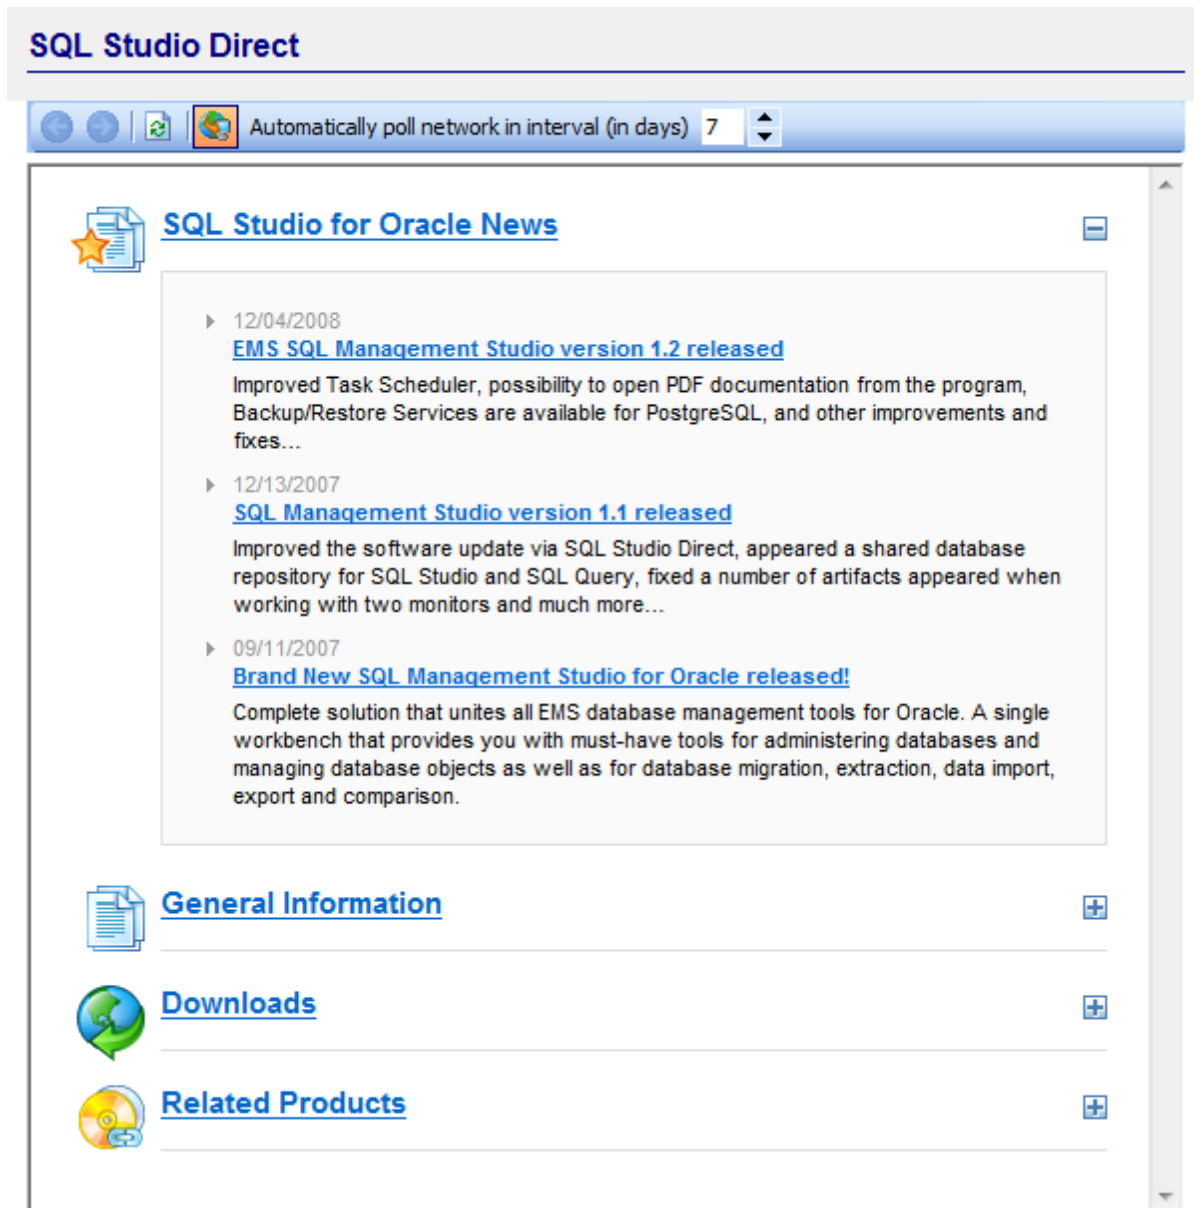 SQL Studio Direct
Automatically poll network in interval (in days) 7
SQL Studio for Oracle News
12/04/2008
EMS SQL Management Studio version 1.2 released
Improved Task Scheduler, possibility to open PDF documentation from the program,
Backup/Restore Services are available for PostgreSQL, and other improvements and
fixes...
12/13/2007
SQL Management Studio version 1.1 released
Improved the software update via SQL Studio Direct, appeared a shared database
repository for SQL Studio and SQL Query, fixed a number of artifacts appeared when
working with two monitors and much more...
09/11/2007
Brand New SQL Management Studio for Oracle released!
Complete solution that unites all EMS database management tools for Oracle. A single
workbench that provides you with must-have tools for administering databases and
managing database objects as well as for database migration, extraction, data import,
export and comparison.
General Information
Downloads
Related Products